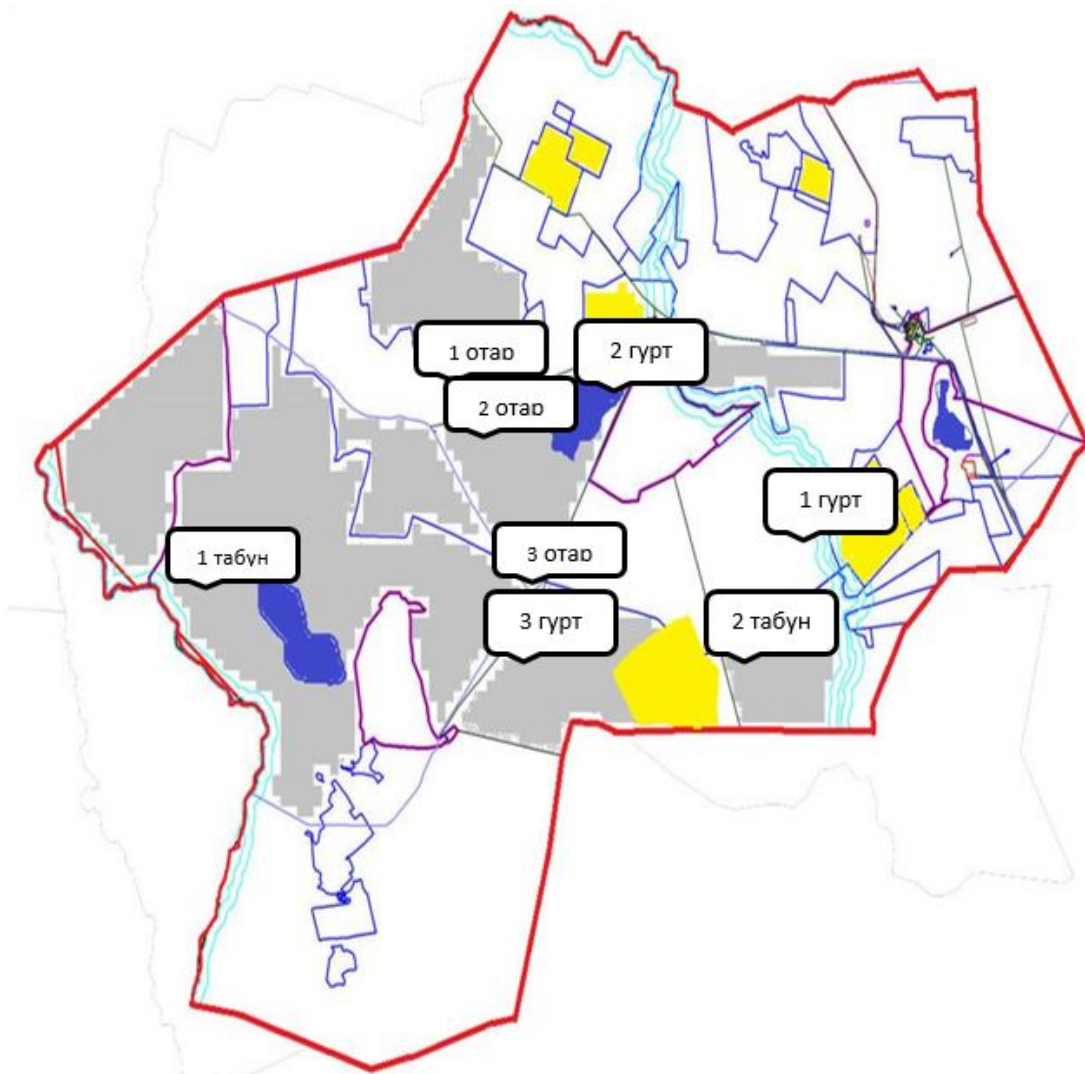 1 отар
2 гурт
2 отар
1 гурт
3 отар
1 табун
3 гурт
2 табун